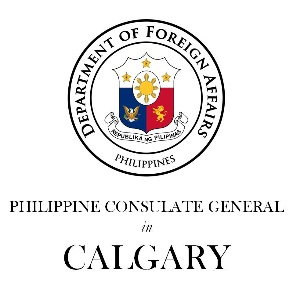 DEPARTMENT OF FOREIGN AFFAIRS
REPUBLIKA NG PILIPINAS
PHILIPPINES
PHILIPPINE CONSULATE GENERAL
in
CALGARY